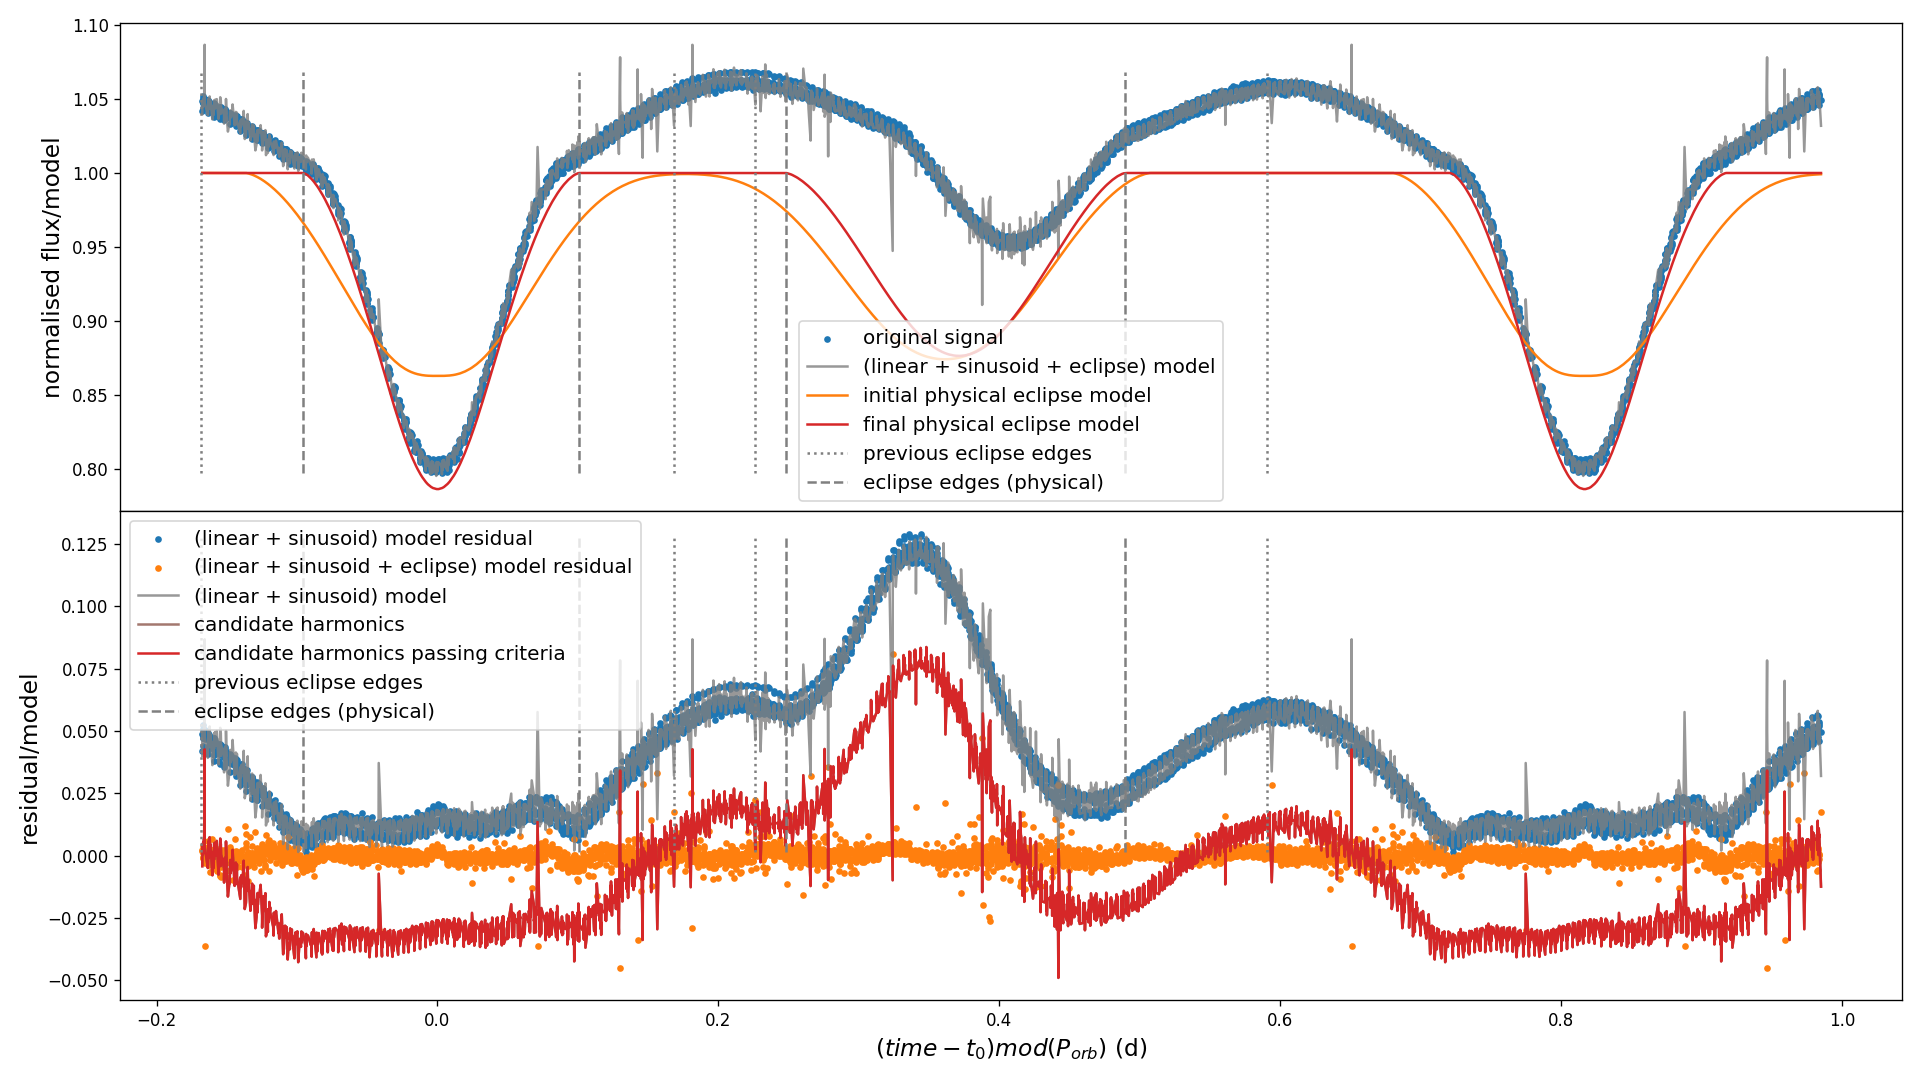 1.10
1.05
1.00
0.95
0.90
0.85
0.80
normalised flux/model
original signal
(linear + sinusoid + eclipse) model
initial physical eclipse model
final physical eclipse model
previous eclipse edges
eclipse edges (physical)
0.125
0.100
0.075
0.050
0.025
0.000
−0.025
−0.050
residual/model
(linear + sinusoid) model residual
(linear + sinusoid + eclipse) model residual
(linear + sinusoid) model
candidate harmonics
candidate harmonics passing criteria
previous eclipse edges
eclipse edges (physical)
−0.2 0.0 0.2 0.4 0.6 0.8 1.0
(time − t₀)mod(P_orb) (d)